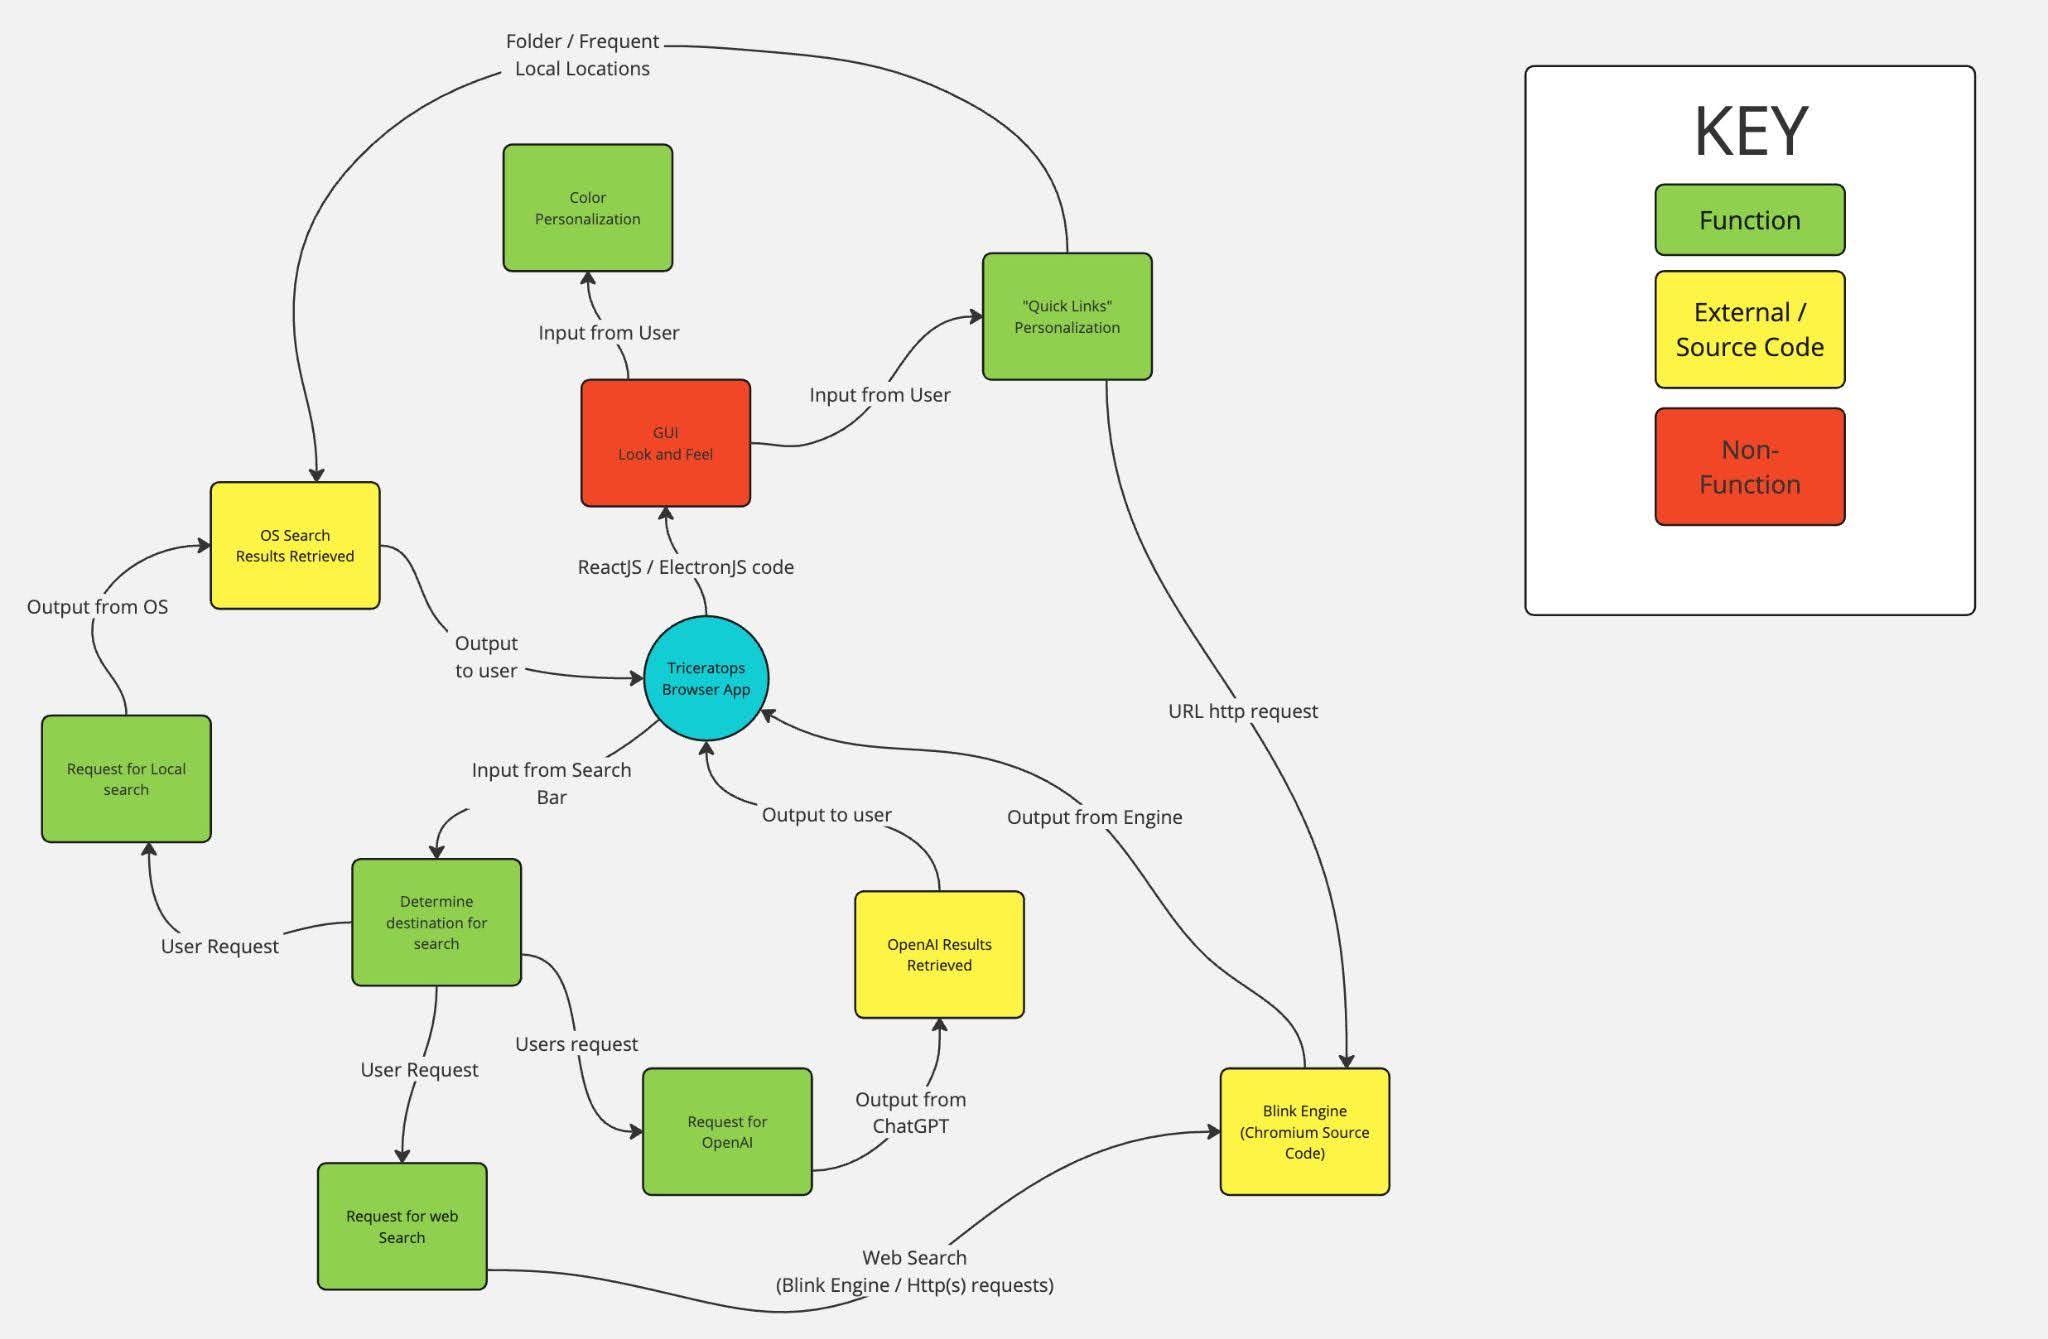 Folder / Frequent
Local Locations
KEY
Function
External /
Source Code
Non-
Function
Color
Personalization
"Quick Links"
Personalization
Input from User
Input from User
GUI
Look and Feel
OS Search
Results Retrieved
ReactJS / ElectronJS code
Output from OS
Output
to user
Triceratops
Browser App
URL http request
Request for Local
search
Input from Search
Bar
Output to user
Output from Engine
Determine
destination for
search
User Request
OpenAI Results
Retrieved
Users request
User Request
Output from
ChatGPT
Request for
OpenAI
Blink Engine
(Chromium Source
Code)
Request for web
Search
Web Search
(Blink Engine / Http(s) requests)